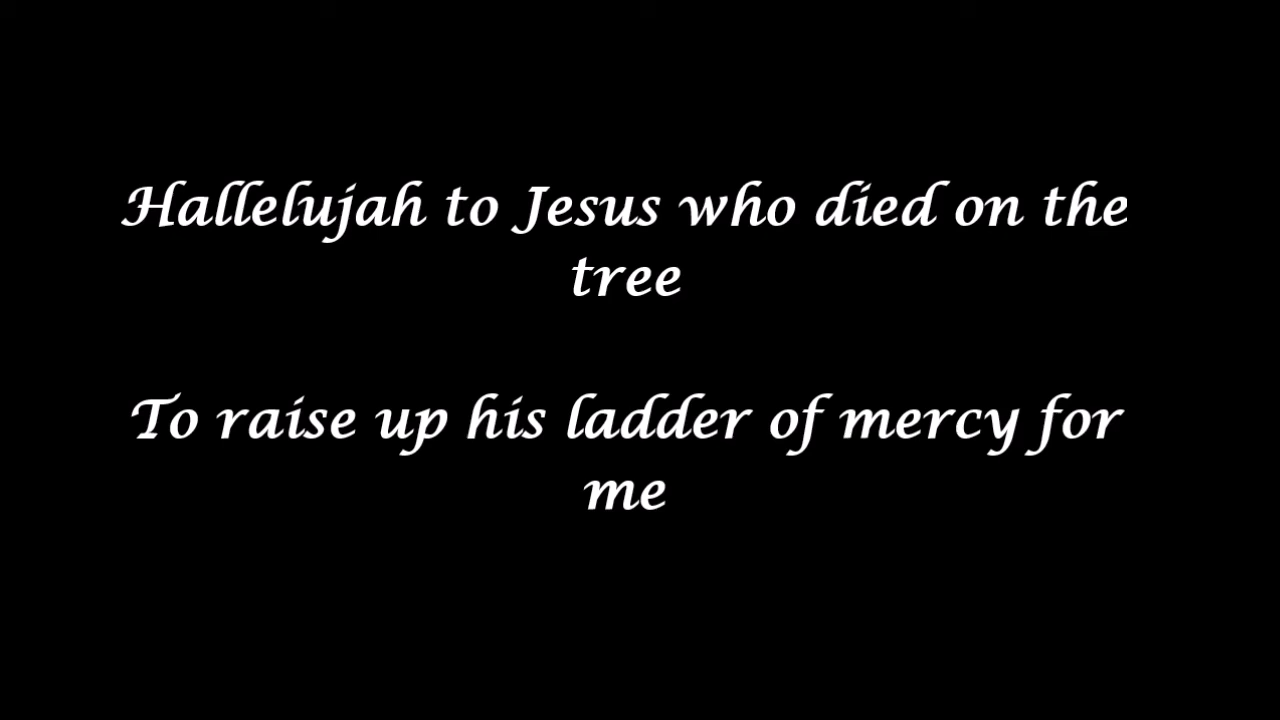 Hallelujah to Jesus who died on the
tree
To raise up his ladder of mercy for
me